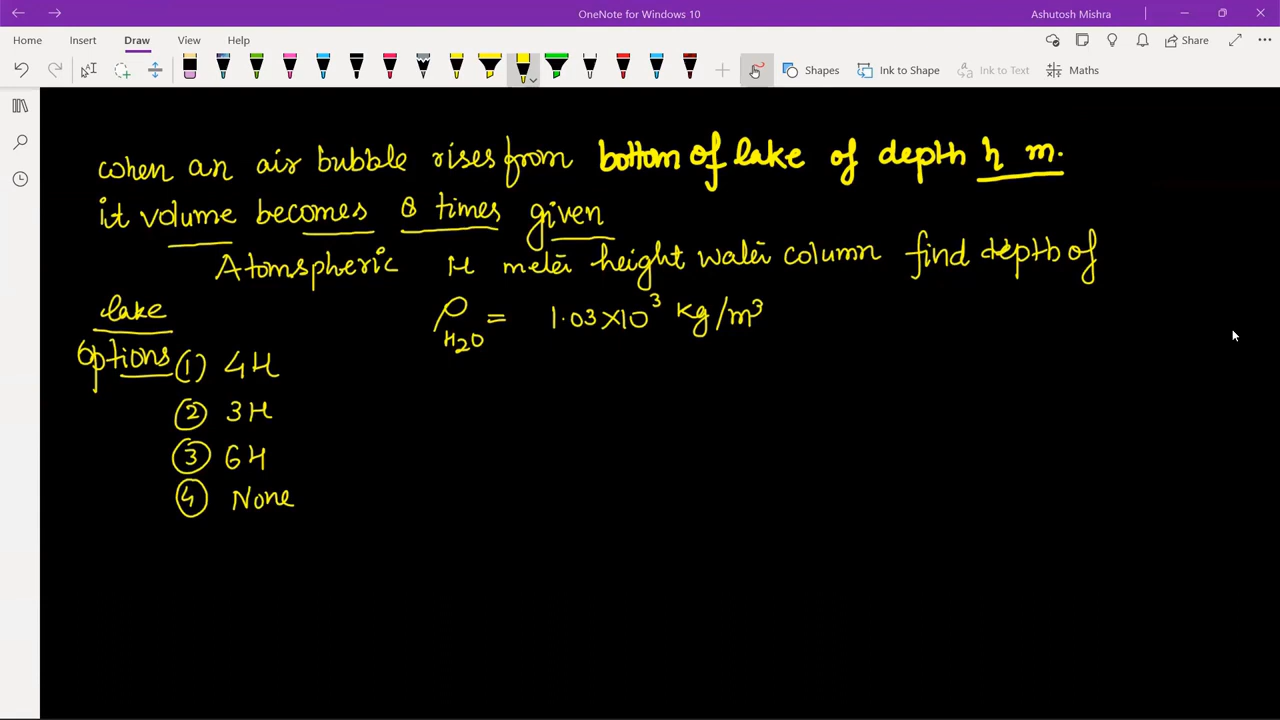 OneNote for Windows 10
Ashutosh Mishra
Home Insert Draw View Help
Share
Shapes Ink to Shape Ink to Text Maths
when an air bubble rises from bottom of lake of depth h m.
it volume becomes 8 times given
Atomspheric H meter height water column find depth of
lake
ρH₂O = 1.03×10³ kg/m³
Options (1) 4H
(2) 3H
(3) 6H
(4) None